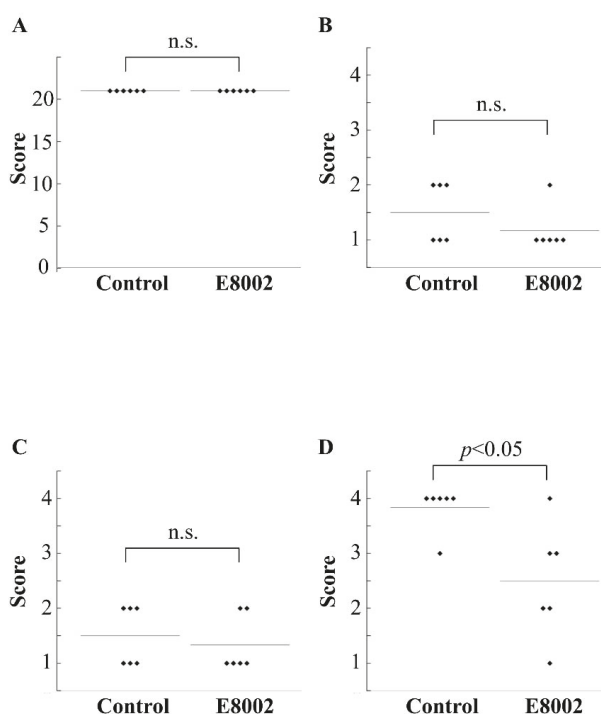 A
n.s.
20
15
10
5
0
Score
Control E8002
B
n.s.
4
3
2
1
Score
Control E8002
C
n.s.
4
3
2
1
Score
Control E8002
D
p<0.05
4
3
2
1
Score
Control E8002